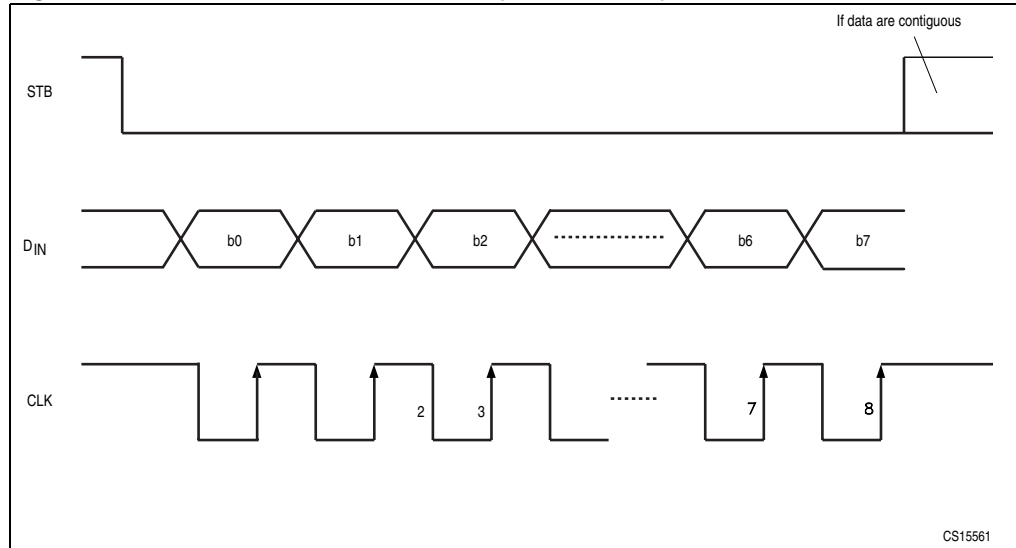 If data are contiguous
STB
DIN
b0 b1 b2 b6 b7
CLK
2 3 7 8
CS15561